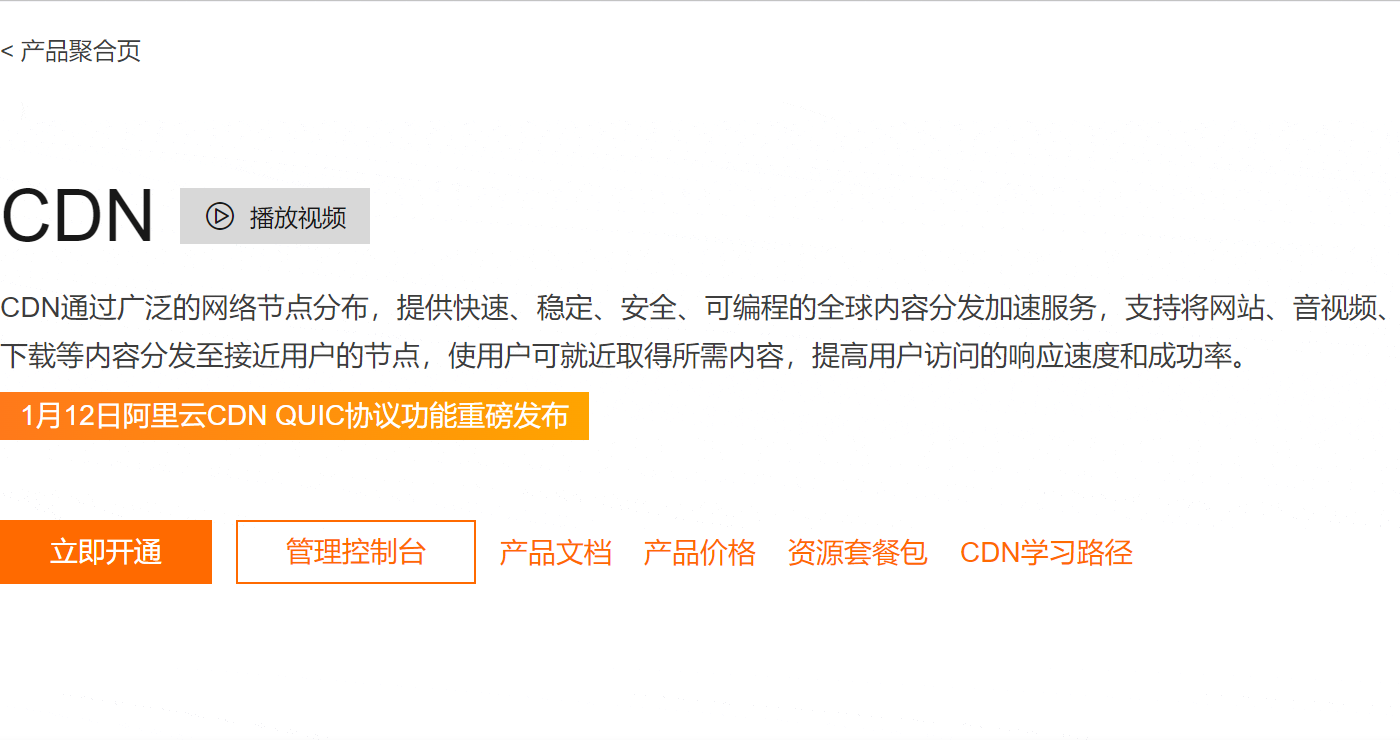 < 产品聚合页
CDN
播放视频
CDN通过广泛的网络节点分布，提供快速、稳定、安全、可编程的全球内容分发加速服务，支持将网站、音视频、
下载等内容分发至接近用户的节点，使用户可就近取得所需内容，提高用户访问的响应速度和成功率。
1月12日阿里云CDN QUIC协议功能重磅发布
立即开通 管理控制台 产品文档 产品价格 资源套餐包 CDN学习路径